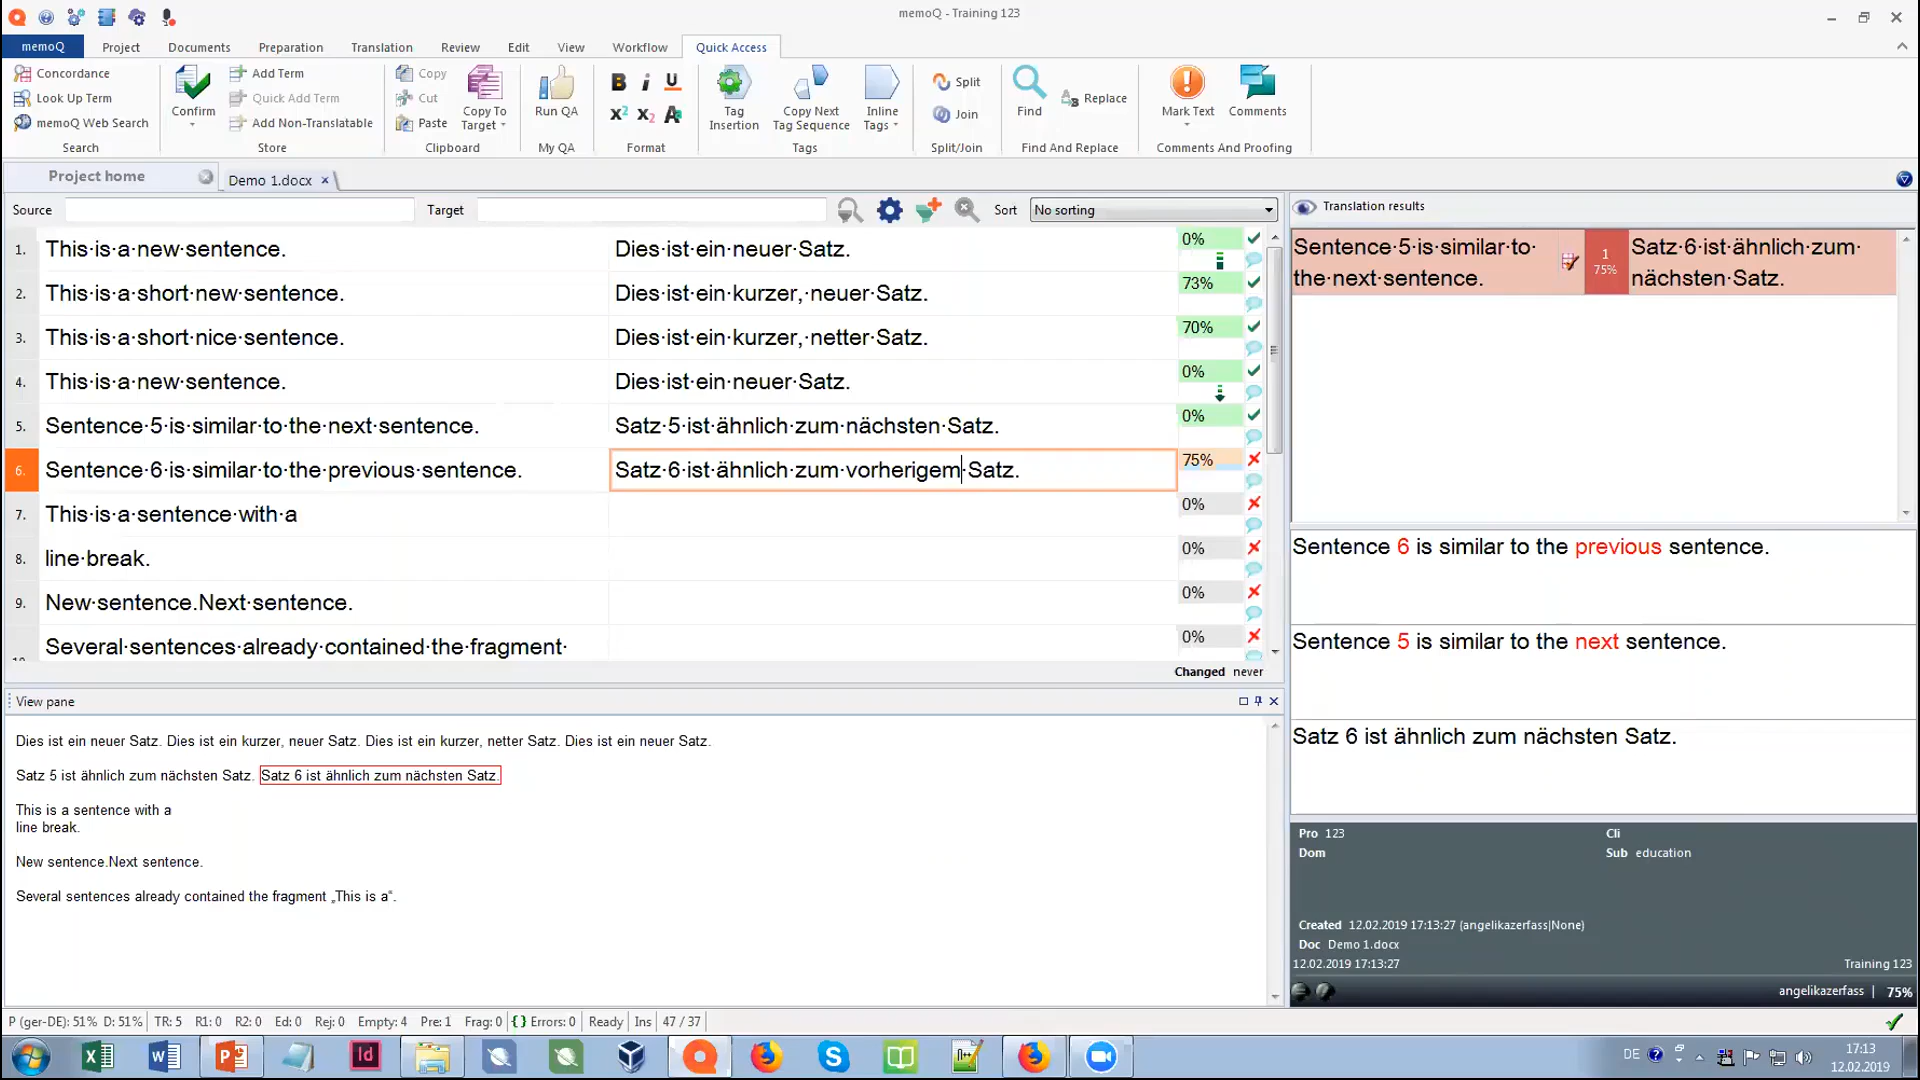 memoQ - Training 123
memoQ Project Documents Preparation Translation Review Edit View Workflow Quick Access
Concordance
Look Up Term
memoQ Web Search
Search
Confirm
Add Term
Quick Add Term
Add Non-Translatable
Store
Copy
Cut
Paste
Copy To
Target
Clipboard
Run QA
My QA
B i U
x² x₂ A
Format
Tag
Insertion
Copy Next
Tag Sequence
Inline
Tags
Tags
Split
Join
Split/Join
Find
Replace
Find And Replace
Mark Text
Comments
Comments And Proofing
Project home
Demo 1.docx
Source
Target
Sort No sorting
1. This·is·a·new·sentence. Dies·ist·ein·neuer·Satz. 0%
2. This·is·a·short·new·sentence. Dies·ist·ein·kurzer,·neuer·Satz. 73%
3. This·is·a·short·nice·sentence. Dies·ist·ein·kurzer,·netter·Satz. 70%
4. This·is·a·new·sentence. Dies·ist·ein·neuer·Satz. 0%
5. Sentence·5·is·similar·to·the·next·sentence. Satz·5·ist·ähnlich·zum·nächsten·Satz. 0%
6. Sentence·6·is·similar·to·the·previous·sentence. Satz·6·ist·ähnlich·zum·vorherigem·Satz. 75%
7. This·is·a·sentence·with·a 0%
8. line·break. 0%
9. New·sentence.Next·sentence. 0%
Several·sentences·already·contained·the·fragment· 0%
Changed never
Translation results
Sentence·5·is·similar·to·
the·next·sentence.
1
75%
Satz·6·ist·ähnlich·zum·
nächsten·Satz.
Sentence 6 is similar to the previous sentence.
Sentence 5 is similar to the next sentence.
Satz 6 ist ähnlich zum nächsten Satz.
Pro 123 Cli
Dom Sub education
Created 12.02.2019 17:13:27 (angelikazerfass|None)
Doc Demo 1.docx
12.02.2019 17:13:27 Training 123
angelikazerfass | 75%
View pane
Dies ist ein neuer Satz. Dies ist ein kurzer, neuer Satz. Dies ist ein kurzer, netter Satz. Dies ist ein neuer Satz.
Satz 5 ist ähnlich zum nächsten Satz. Satz 6 ist ähnlich zum nächsten Satz.
This is a sentence with a
line break.
New sentence.Next sentence.
Several sentences already contained the fragment „This is a“.
P (ger-DE): 51% D: 51% TR: 5 R1: 0 R2: 0 Ed: 0 Rej: 0 Empty: 4 Pre: 1 Frag: 0 {} Errors: 0 Ready Ins 47 / 37
DE
17:13
12.02.2019